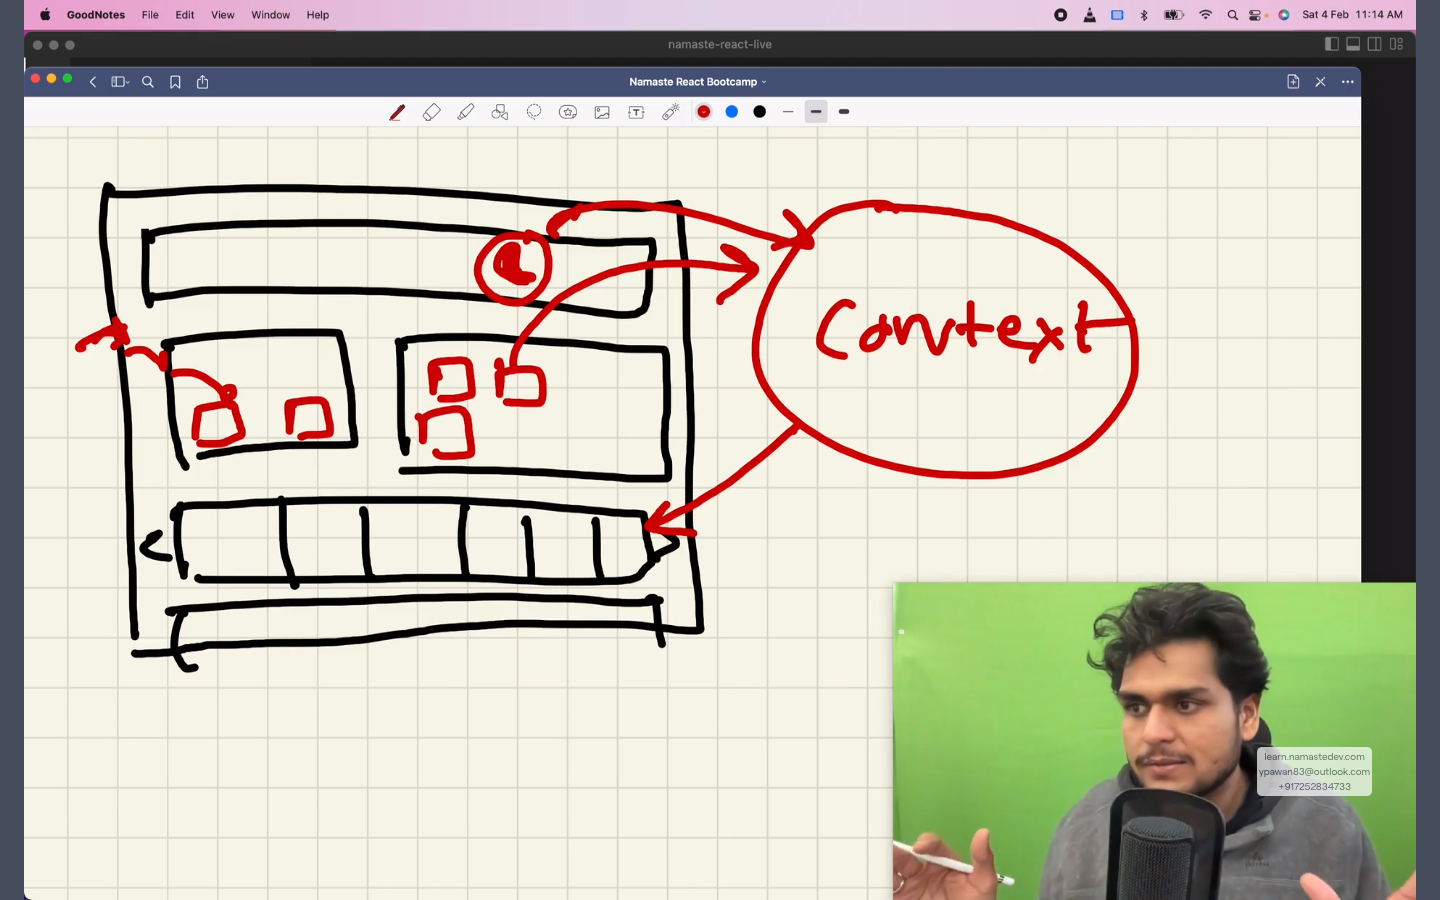 GoodNotes File Edit View Window Help Sat 4 Feb 11:14 AM
namaste-react-live
Namaste React Bootcamp
T
Context
learn.namastedev.com
ypawan83@outlook.com
+917252834733